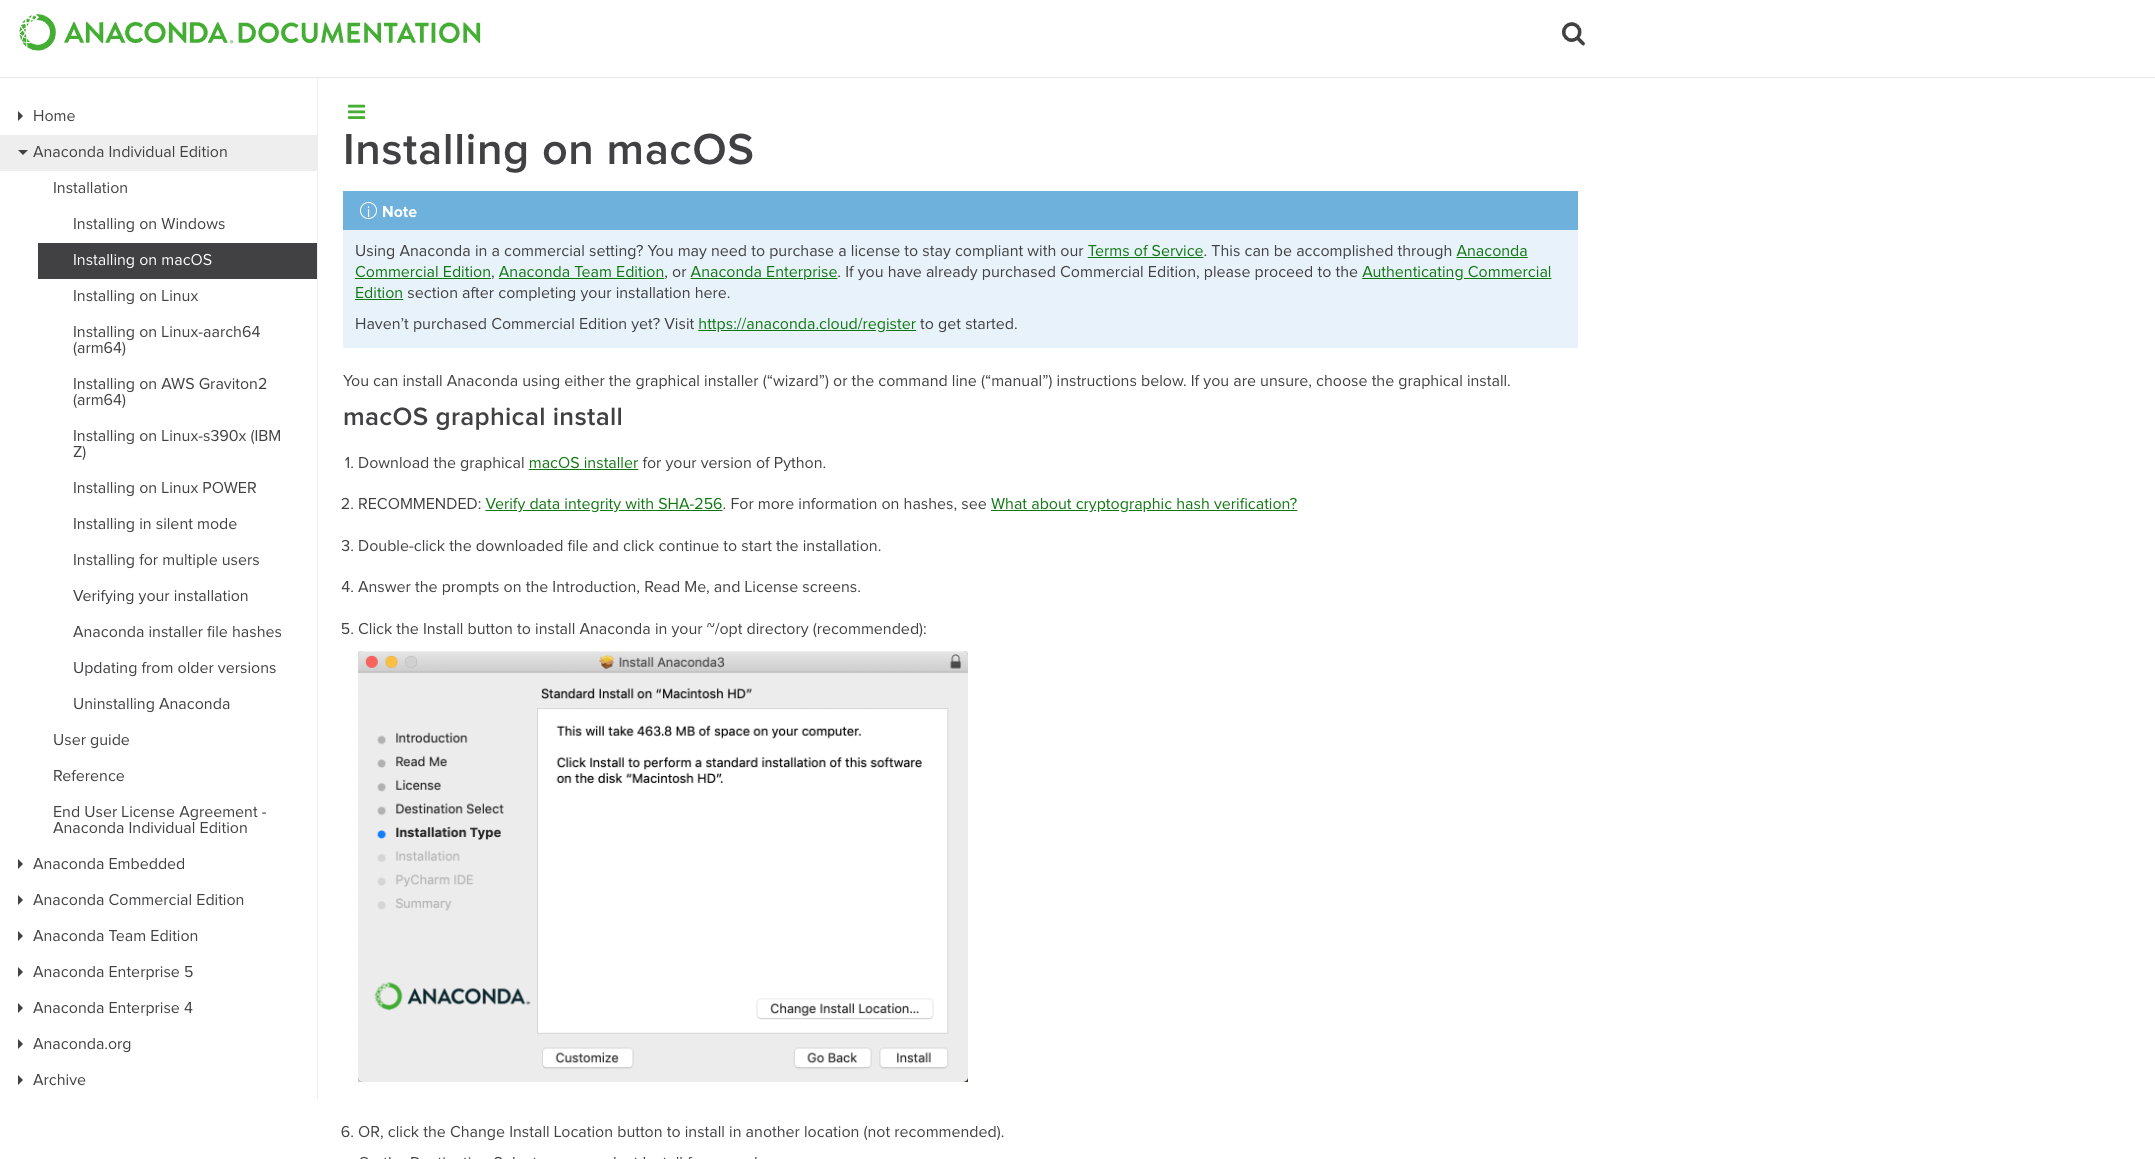 ANACONDA. DOCUMENTATION
Home
Anaconda Individual Edition
Installation
Installing on Windows
Installing on macOS
Installing on Linux
Installing on Linux-aarch64
(arm64)
Installing on AWS Graviton2
(arm64)
Installing on Linux-s390x (IBM
Z)
Installing on Linux POWER
Installing in silent mode
Installing for multiple users
Verifying your installation
Anaconda installer file hashes
Updating from older versions
Uninstalling Anaconda
User guide
Reference
End User License Agreement -
Anaconda Individual Edition
Anaconda Embedded
Anaconda Commercial Edition
Anaconda Team Edition
Anaconda Enterprise 5
Anaconda Enterprise 4
Anaconda.org
Archive
Installing on macOS
Note
Using Anaconda in a commercial setting? You may need to purchase a license to stay compliant with our Terms of Service. This can be accomplished through Anaconda
Commercial Edition, Anaconda Team Edition, or Anaconda Enterprise. If you have already purchased Commercial Edition, please proceed to the Authenticating Commercial
Edition section after completing your installation here.
Haven’t purchased Commercial Edition yet? Visit https://anaconda.cloud/register to get started.
You can install Anaconda using either the graphical installer (“wizard”) or the command line (“manual”) instructions below. If you are unsure, choose the graphical install.
macOS graphical install
1. Download the graphical macOS installer for your version of Python.
2. RECOMMENDED: Verify data integrity with SHA-256. For more information on hashes, see What about cryptographic hash verification?
3. Double-click the downloaded file and click continue to start the installation.
4. Answer the prompts on the Introduction, Read Me, and License screens.
5. Click the Install button to install Anaconda in your ~/opt directory (recommended):
Install Anaconda3
Standard Install on “Macintosh HD”
Introduction
Read Me
License
Destination Select
Installation Type
Installation
PyCharm IDE
Summary
ANACONDA.
This will take 463.8 MB of space on your computer.
Click Install to perform a standard installation of this software
on the disk “Macintosh HD”.
Change Install Location...
Customize
Go Back
Install
6. OR, click the Change Install Location button to install in another location (not recommended).